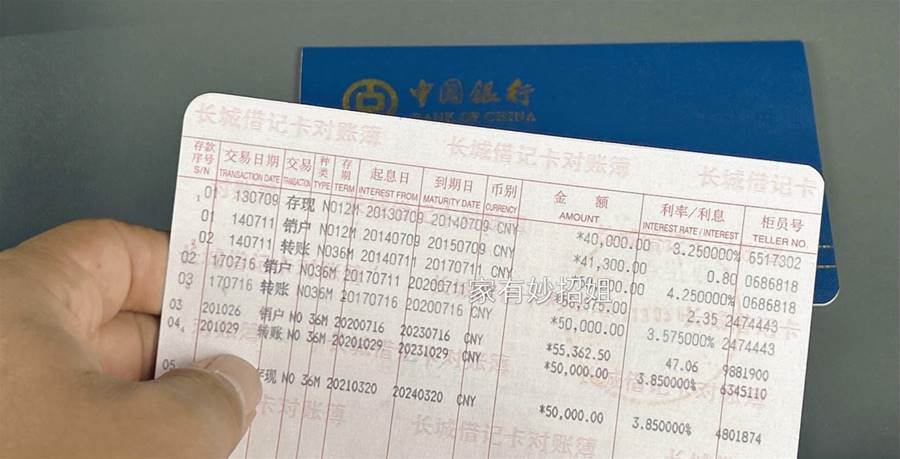 中国银行
BANK OF CHINA
长城借记卡对账簿 长城借记卡对账簿 长城借记卡
存款序号 交易日期 交易 种类 存期 起息日 到期日 币别 金额 利率/利息 柜员号
S/N TRANSACTION DATE TYPE TERM INTEREST FROM MATURITY DATE CURRENCY AMOUNT INTEREST RATE / INTEREST TELLER NO.
01 130709 存现 NO12M 20130709 20140709 CNY *40,000.00 3.250000% 6517302
01 140711 销户 NO12M 20140709 20150709 CNY *41,300.00 0.80 0686818
02 140711 转账 NO36M 20140711 20170711 CNY 4.250000% 0686818
02 170716 销户 NO36M 20170711 20200711 CNY 2.35 2474443
03 170716 转账 NO36M 20170716 20200716 CNY *50,000.00 3.575000% 2474443
家有妙招姐
03 201026 销户 NO 36M 20200716 20230716 CNY *55,362.50 47.06 9881900
04 201029 转账 NO 36M 20201029 20231029 CNY *50,000.00 3.850000% 6345110
05 存现 NO 36M 20210320 20240320 CNY *50,000.00 3.850000% 4801874
长城借记卡对账簿